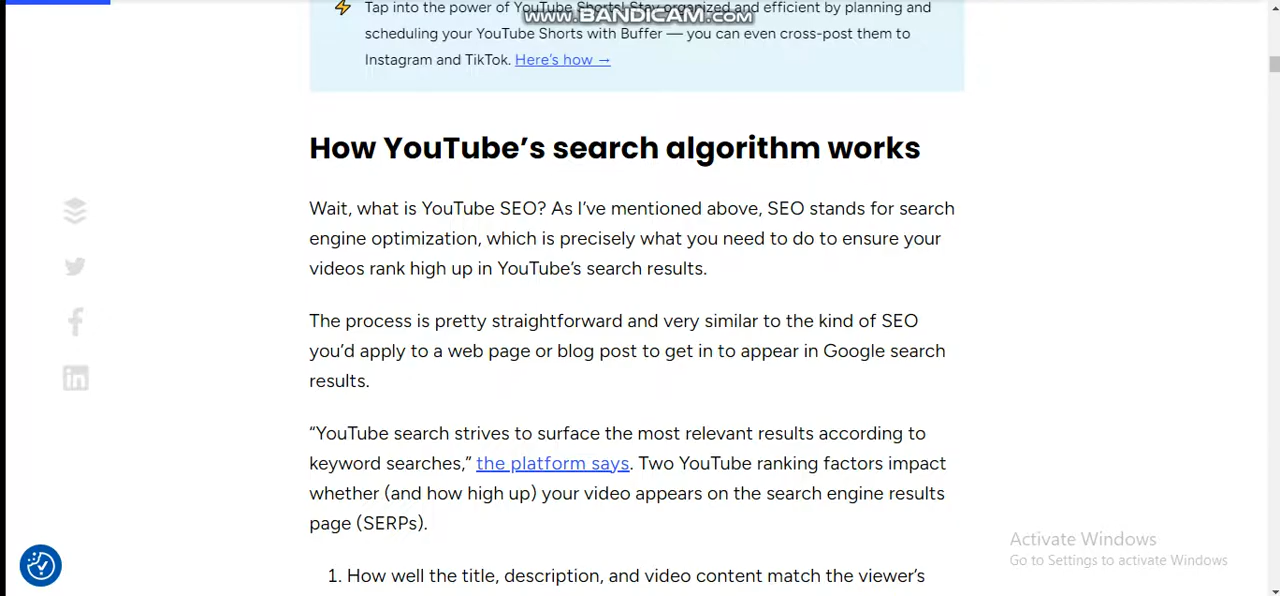 Tap into the power of YouTube Shorts! Stay organized and efficient by planning and
www.BANDICAM.com
scheduling your YouTube Shorts with Buffer — you can even cross-post them to
Instagram and TikTok. Here's how →
How YouTube’s search algorithm works
Wait, what is YouTube SEO? As I’ve mentioned above, SEO stands for search
engine optimization, which is precisely what you need to do to ensure your
videos rank high up in YouTube’s search results.
The process is pretty straightforward and very similar to the kind of SEO
you’d apply to a web page or blog post to get in to appear in Google search
results.
“YouTube search strives to surface the most relevant results according to
keyword searches,” the platform says. Two YouTube ranking factors impact
whether (and how high up) your video appears on the search engine results
page (SERPs).
Activate Windows
Go to Settings to activate Windows
1. How well the title, description, and video content match the viewer’s